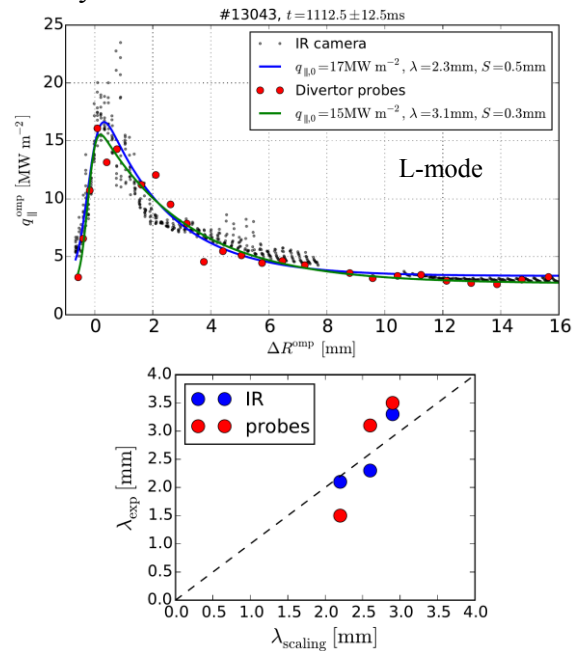 #13043, t=1112.5±12.5ms
IR camera
q∥,0=17MW m⁻², λ=2.3mm, S=0.5mm
Divertor probes
q∥,0=15MW m⁻², λ=3.1mm, S=0.3mm
L-mode
q∥^omp [MW m⁻²]
25
20
15
10
5
0
0 2 4 6 8 10 12 14 16
ΔR^omp [mm]
IR
probes
λexp [mm]
4.0
3.5
3.0
2.5
2.0
1.5
1.0
0.5
0.0
0.0 0.5 1.0 1.5 2.0 2.5 3.0 3.5 4.0
λscaling [mm]